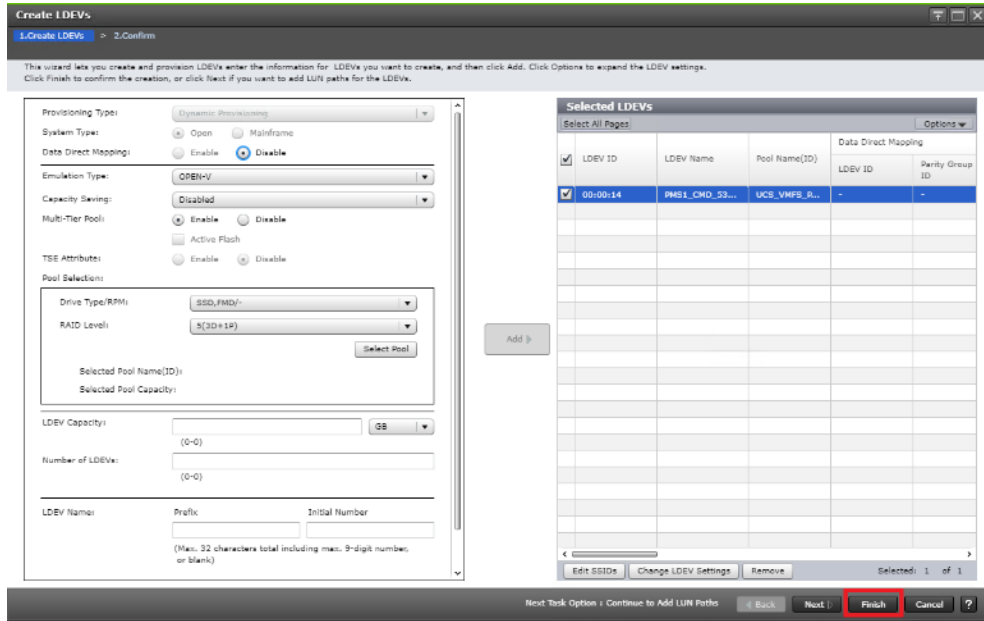 Create LDEVs
1.Create LDEVs > 2.Confirm
This wizard lets you create and provision LDEVs enter the information for LDEVs you want to create, and then click Add. Click Options to expand the LDEV settings.
Click Finish to confirm the creation, or click Next if you want to add LUN paths for the LDEVs.
Provisioning Type:
Dynamic Provisioning
System Type:
Open Mainframe
Data Direct Mapping:
Enable Disable
Emulation Type:
OPEN-V
Capacity Saving:
Disabled
Multi-Tier Pool:
Enable Disable
Active Flash
TSE Attribute:
Enable Disable
Pool Selection:
Drive Type/RPM:
SSD,FMD/-
RAID Level:
5(3D+1P)
Select Pool
Selected Pool Name(ID):
Selected Pool Capacity:
LDEV Capacity:
GB
(0-0)
Number of LDEVs:
(0-0)
LDEV Name:
Prefix Initial Number
(Max. 32 characters total including max. 9-digit number,
or blank)
Add
Selected LDEVs
Select All Pages
Options
LDEV ID LDEV Name Pool Name(ID)
Data Direct Mapping
LDEV ID Parity Group
ID
00:00:14 PMS1_CMD_53... UCS_VMFS_P... - -
Edit SSIDs Change LDEV Settings Remove
Selected: 1 of 1
Next Task Option : Continue to Add LUN Paths
Back Next Finish Cancel ?